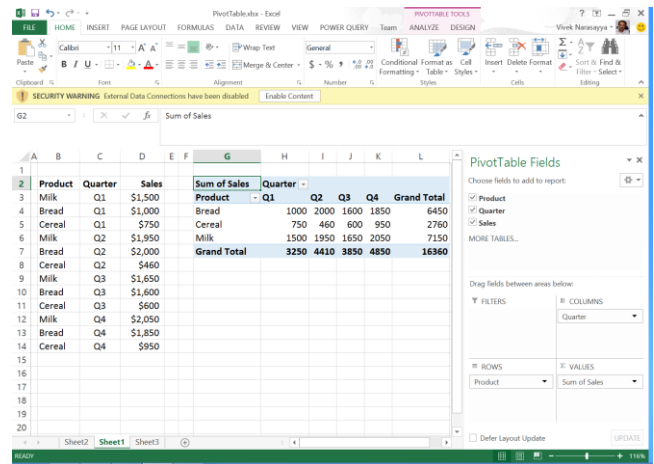 PivotTable.xlsx - Excel
PIVOTTABLE TOOLS
FILE HOME INSERT PAGE LAYOUT FORMULAS DATA REVIEW VIEW POWER QUERY Team ANALYZE DESIGN Vivek Narasayya
Calibri 11 Wrap Text General
Paste Merge & Center Conditional Formatting Format as Table Cell Styles Insert Delete Format Sort & Filter Find & Select
Clipboard Font Alignment Number Styles Cells Editing
SECURITY WARNING External Data Connections have been disabled Enable Content
G2 fx Sum of Sales
A B C D E F G H I J K L
1
2 Product Quarter Sales Sum of Sales Quarter
3 Milk Q1 $1,500 Product Q1 Q2 Q3 Q4 Grand Total
4 Bread Q1 $1,000 Bread 1000 2000 1600 1850 6450
5 Cereal Q1 $750 Cereal 750 460 600 950 2760
6 Milk Q2 $1,950 Milk 1500 1950 1650 2050 7150
7 Bread Q2 $2,000 Grand Total 3250 4410 3850 4850 16360
8 Cereal Q2 $460
9 Milk Q3 $1,650
10 Bread Q3 $1,600
11 Cereal Q3 $600
12 Milk Q4 $2,050
13 Bread Q4 $1,850
14 Cereal Q4 $950
15
16
17
18
19
20
PivotTable Fields
Choose fields to add to report:
Product
Quarter
Sales
MORE TABLES...
Drag fields between areas below:
FILTERS COLUMNS
Quarter
ROWS VALUES
Product Sum of Sales
Defer Layout Update UPDATE
Sheet2 Sheet1 Sheet3
READY 116%